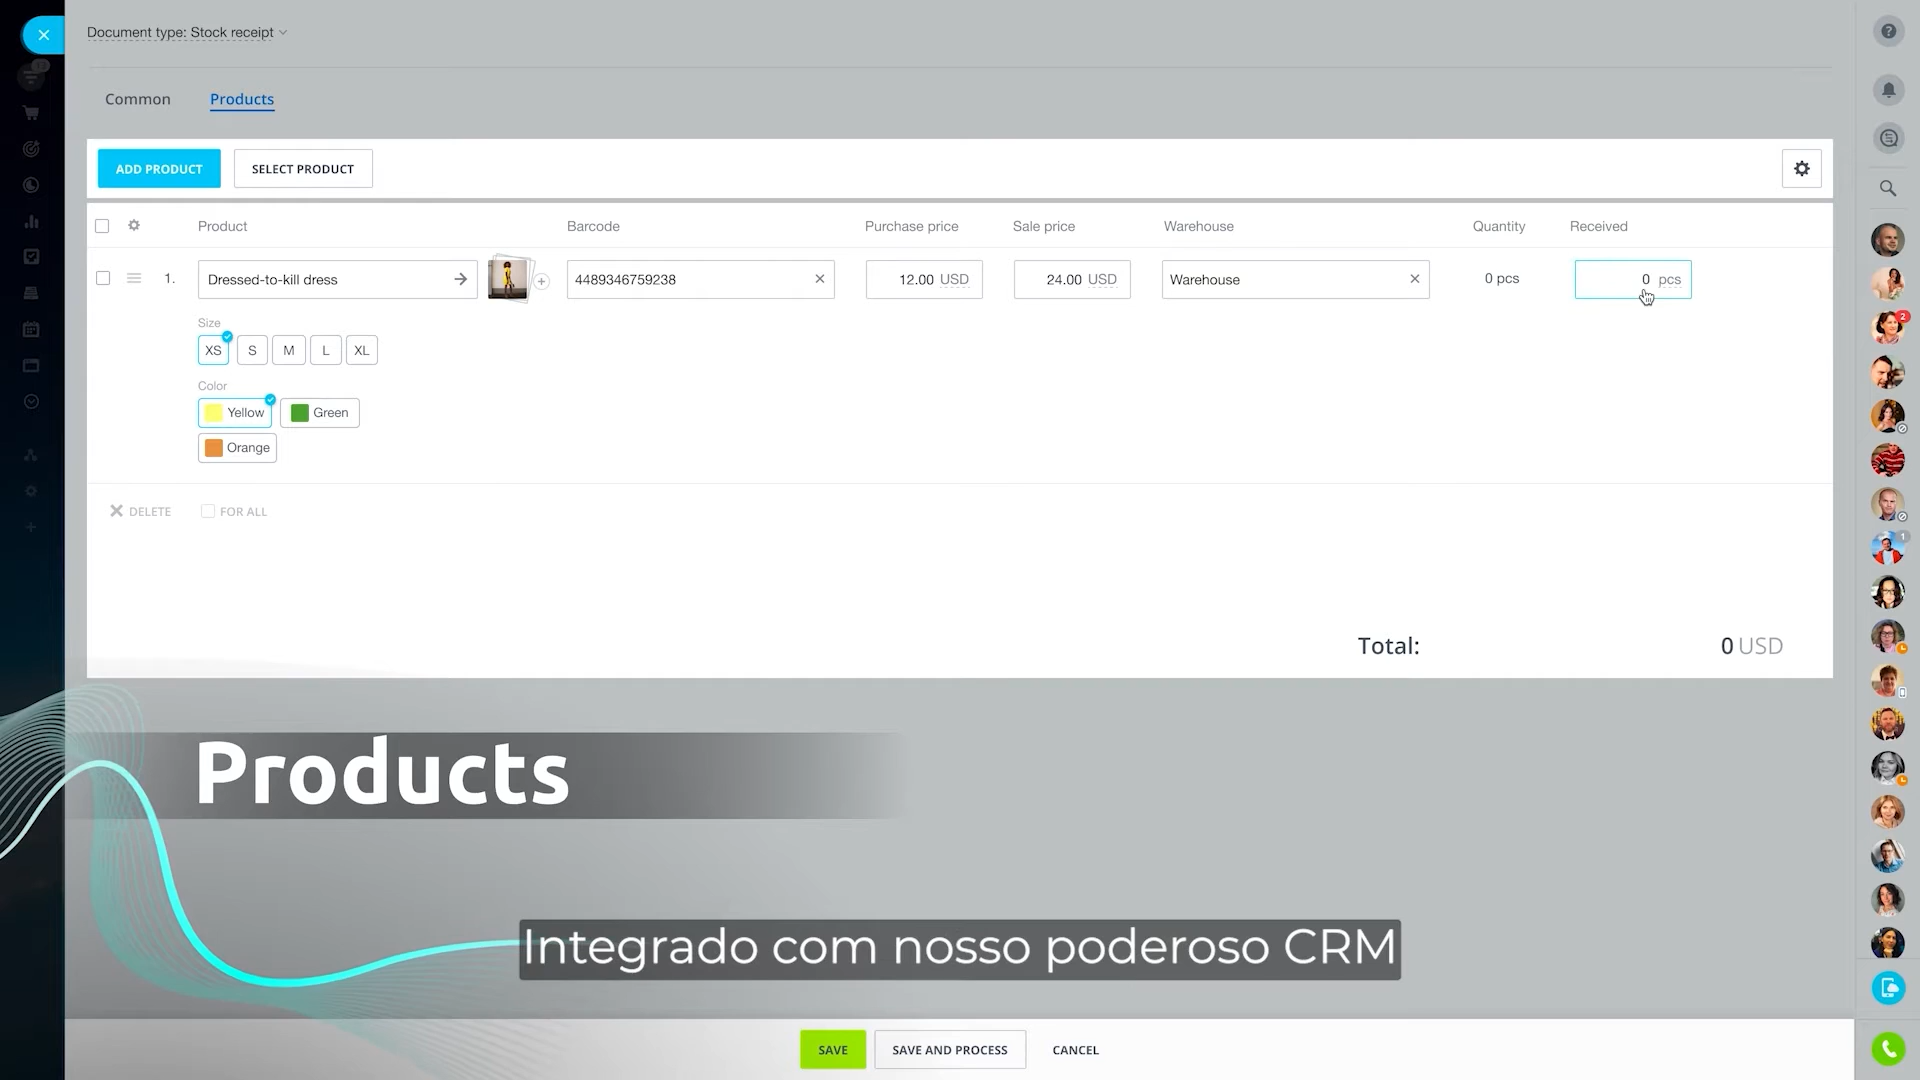 Document type: Stock receipt
Common Products
ADD PRODUCT SELECT PRODUCT
Product Barcode Purchase price Sale price Warehouse Quantity Received
1. Dressed-to-kill dress 4489346759238 12.00 USD 24.00 USD Warehouse 0 pcs 0 pcs
Size
XS S M L XL
Color
Yellow Green
Orange
DELETE FOR ALL
Total: 0 USD
Products
Integrado com nosso poderoso CRM
SAVE SAVE AND PROCESS CANCEL
2
1